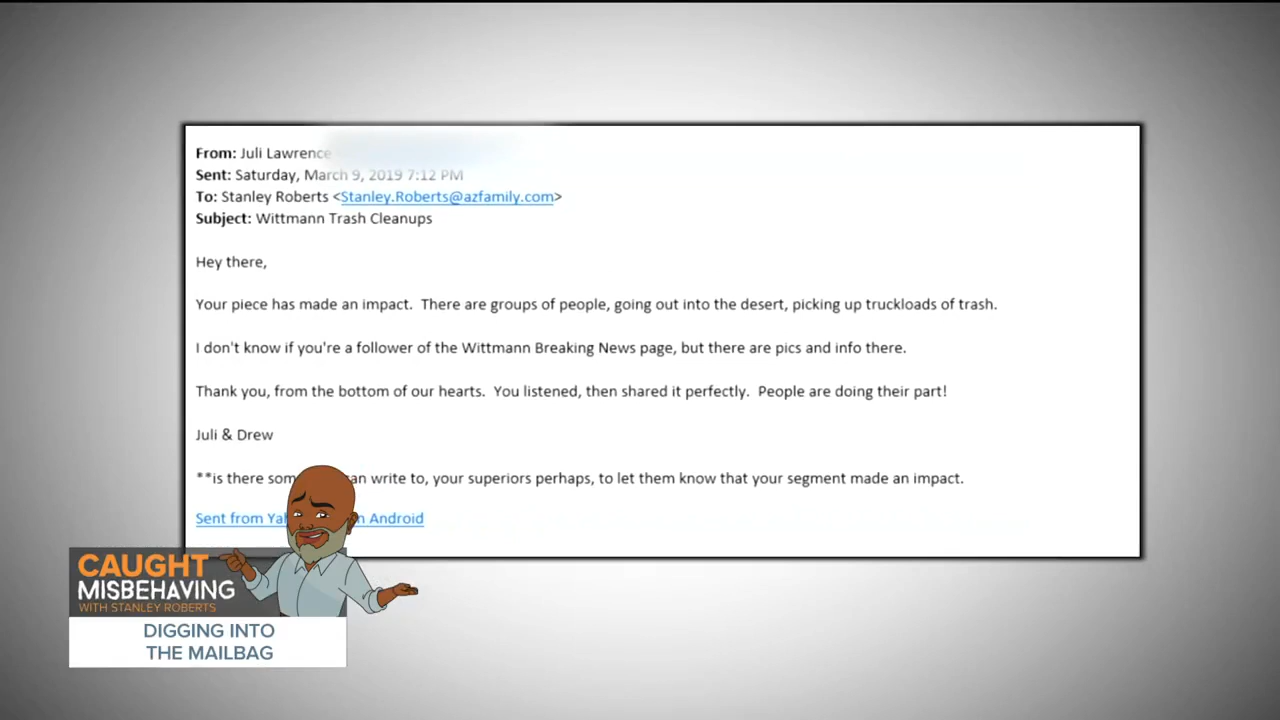 From: Juli Lawrence
Sent: Saturday, March 9, 2019 7:12 PM
To: Stanley Roberts <Stanley.Roberts@azfamily.com>
Subject: Wittmann Trash Cleanups
Hey there,
Your piece has made an impact. There are groups of people, going out into the desert, picking up truckloads of trash.
I don't know if you're a follower of the Wittmann Breaking News page, but there are pics and info there.
Thank you, from the bottom of our hearts. You listened, then shared it perfectly. People are doing their part!
Juli & Drew
**is there write to, your superiors perhaps, to let them know that your segment made an impact.
Sent from Android
CAUGHT
MISBEHAVING
WITH STANLEY ROBERTS
DIGGING INTO
THE MAILBAG